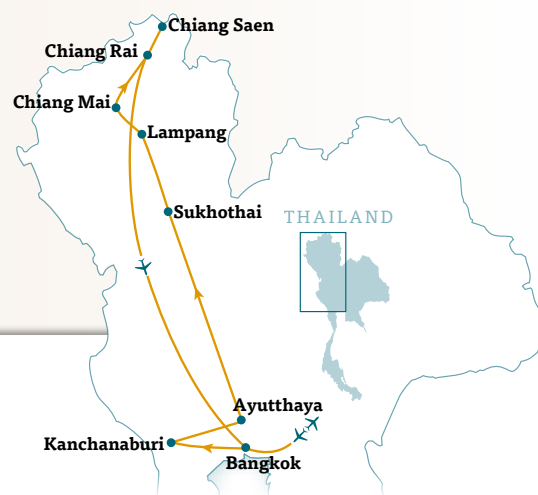 Chiang Saen
Chiang Rai
Chiang Mai
Lampang
Sukhothai
THAILAND
Ayutthaya
Kanchanaburi
Bangkok